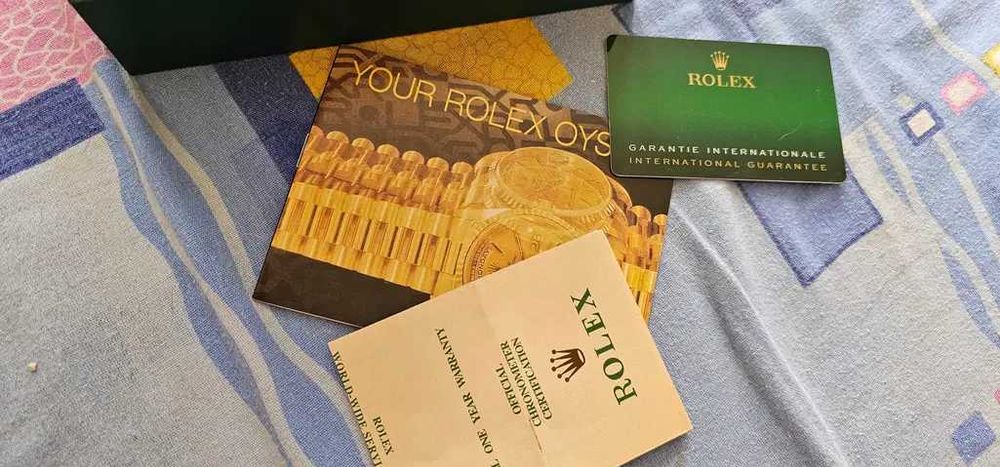 YOUR ROLEX OYS
ROLEX
GARANTIE INTERNATIONALE
INTERNATIONAL GUARANTEE
ROLEX
OFFICIAL
CHRONOMETER
CERTIFICATION
ONE YEAR WARRANTY
WORLD-WIDE SERVI
ROLEX